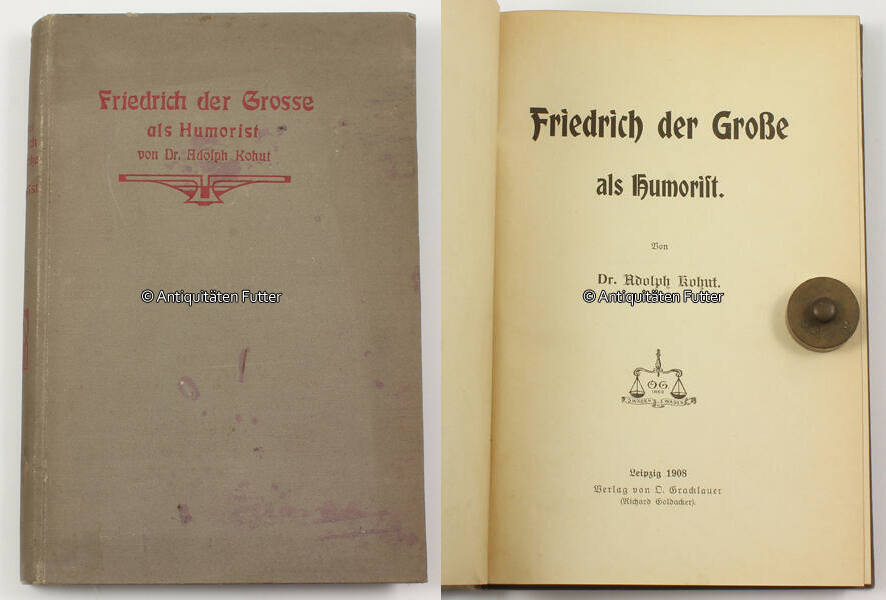 Friedrich der Grosse
als Humorist
von Dr. Adolph Kohut
© Antiquitäten Futter
Friedrich der Große
als Humoriſt.
Von
Dr. Adolph Kohut.
© Antiquitäten Futter
OG
Leipzig 1908
Verlag von O. Gracklauer
(Richard Goldacker).